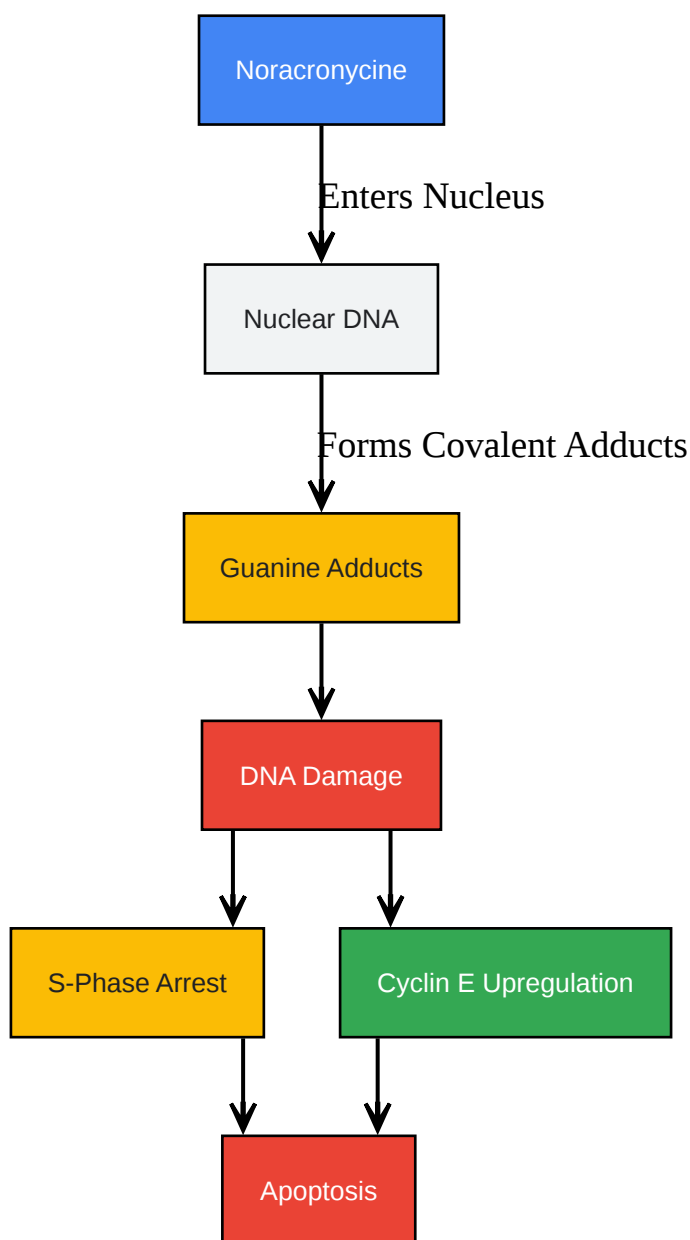 Noracronycine
Enters Nucleus
Nuclear DNA
Forms Covalent Adducts
Guanine Adducts
DNA Damage
S-Phase Arrest
Cyclin E Upregulation
Apoptosis